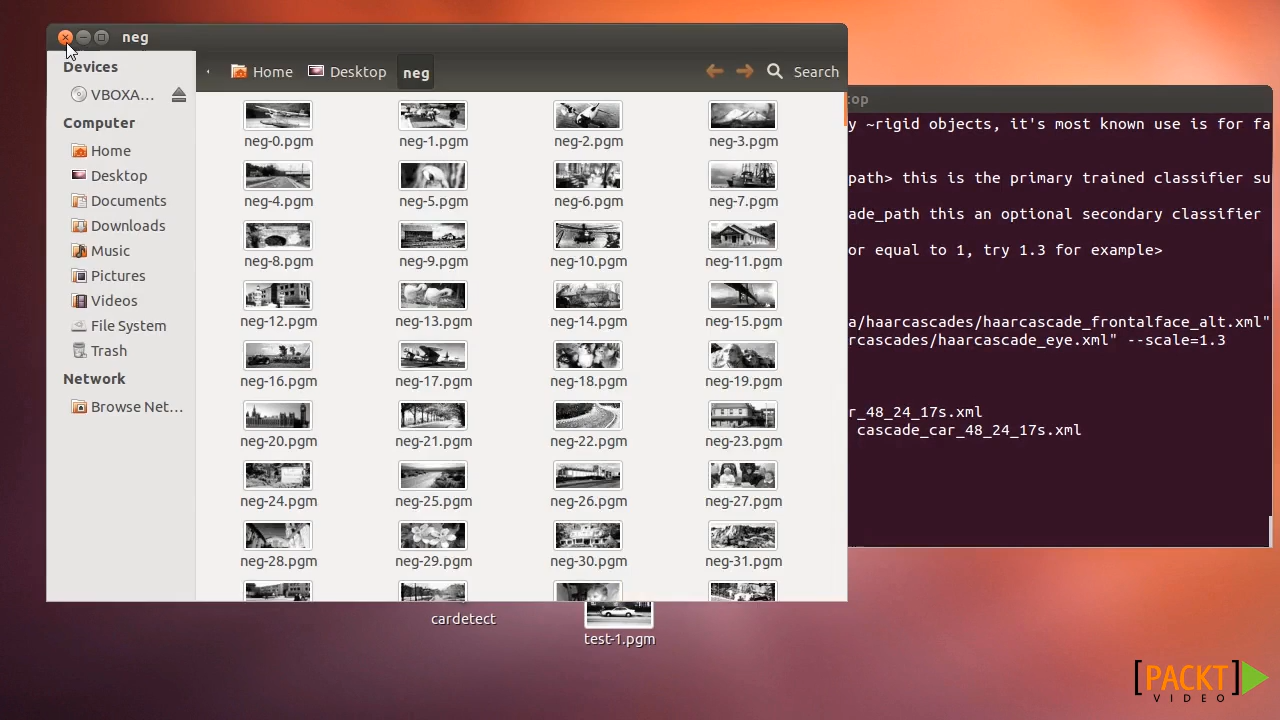 neg
Devices
VBOXA...
Computer
Home
Desktop
Documents
Downloads
Music
Pictures
Videos
File System
Trash
Network
Browse Net...
Home Desktop neg Search
neg-0.pgm neg-1.pgm neg-2.pgm neg-3.pgm
neg-4.pgm neg-5.pgm neg-6.pgm neg-7.pgm
neg-8.pgm neg-9.pgm neg-10.pgm neg-11.pgm
neg-12.pgm neg-13.pgm neg-14.pgm neg-15.pgm
neg-16.pgm neg-17.pgm neg-18.pgm neg-19.pgm
neg-20.pgm neg-21.pgm neg-22.pgm neg-23.pgm
neg-24.pgm neg-25.pgm neg-26.pgm neg-27.pgm
neg-28.pgm neg-29.pgm neg-30.pgm neg-31.pgm
top
y ~rigid objects, it's most known use is for fa
path> this is the primary trained classifier su
ade_path this an optional secondary classifier
or equal to 1, try 1.3 for example>
a/haarcascades/haarcascade_frontalface_alt.xml"
rcascades/haarcascade_eye.xml" --scale=1.3
r_48_24_17s.xml
cascade_car_48_24_17s.xml
cardetect
test-1.pgm
[PACKT]
VIDEO